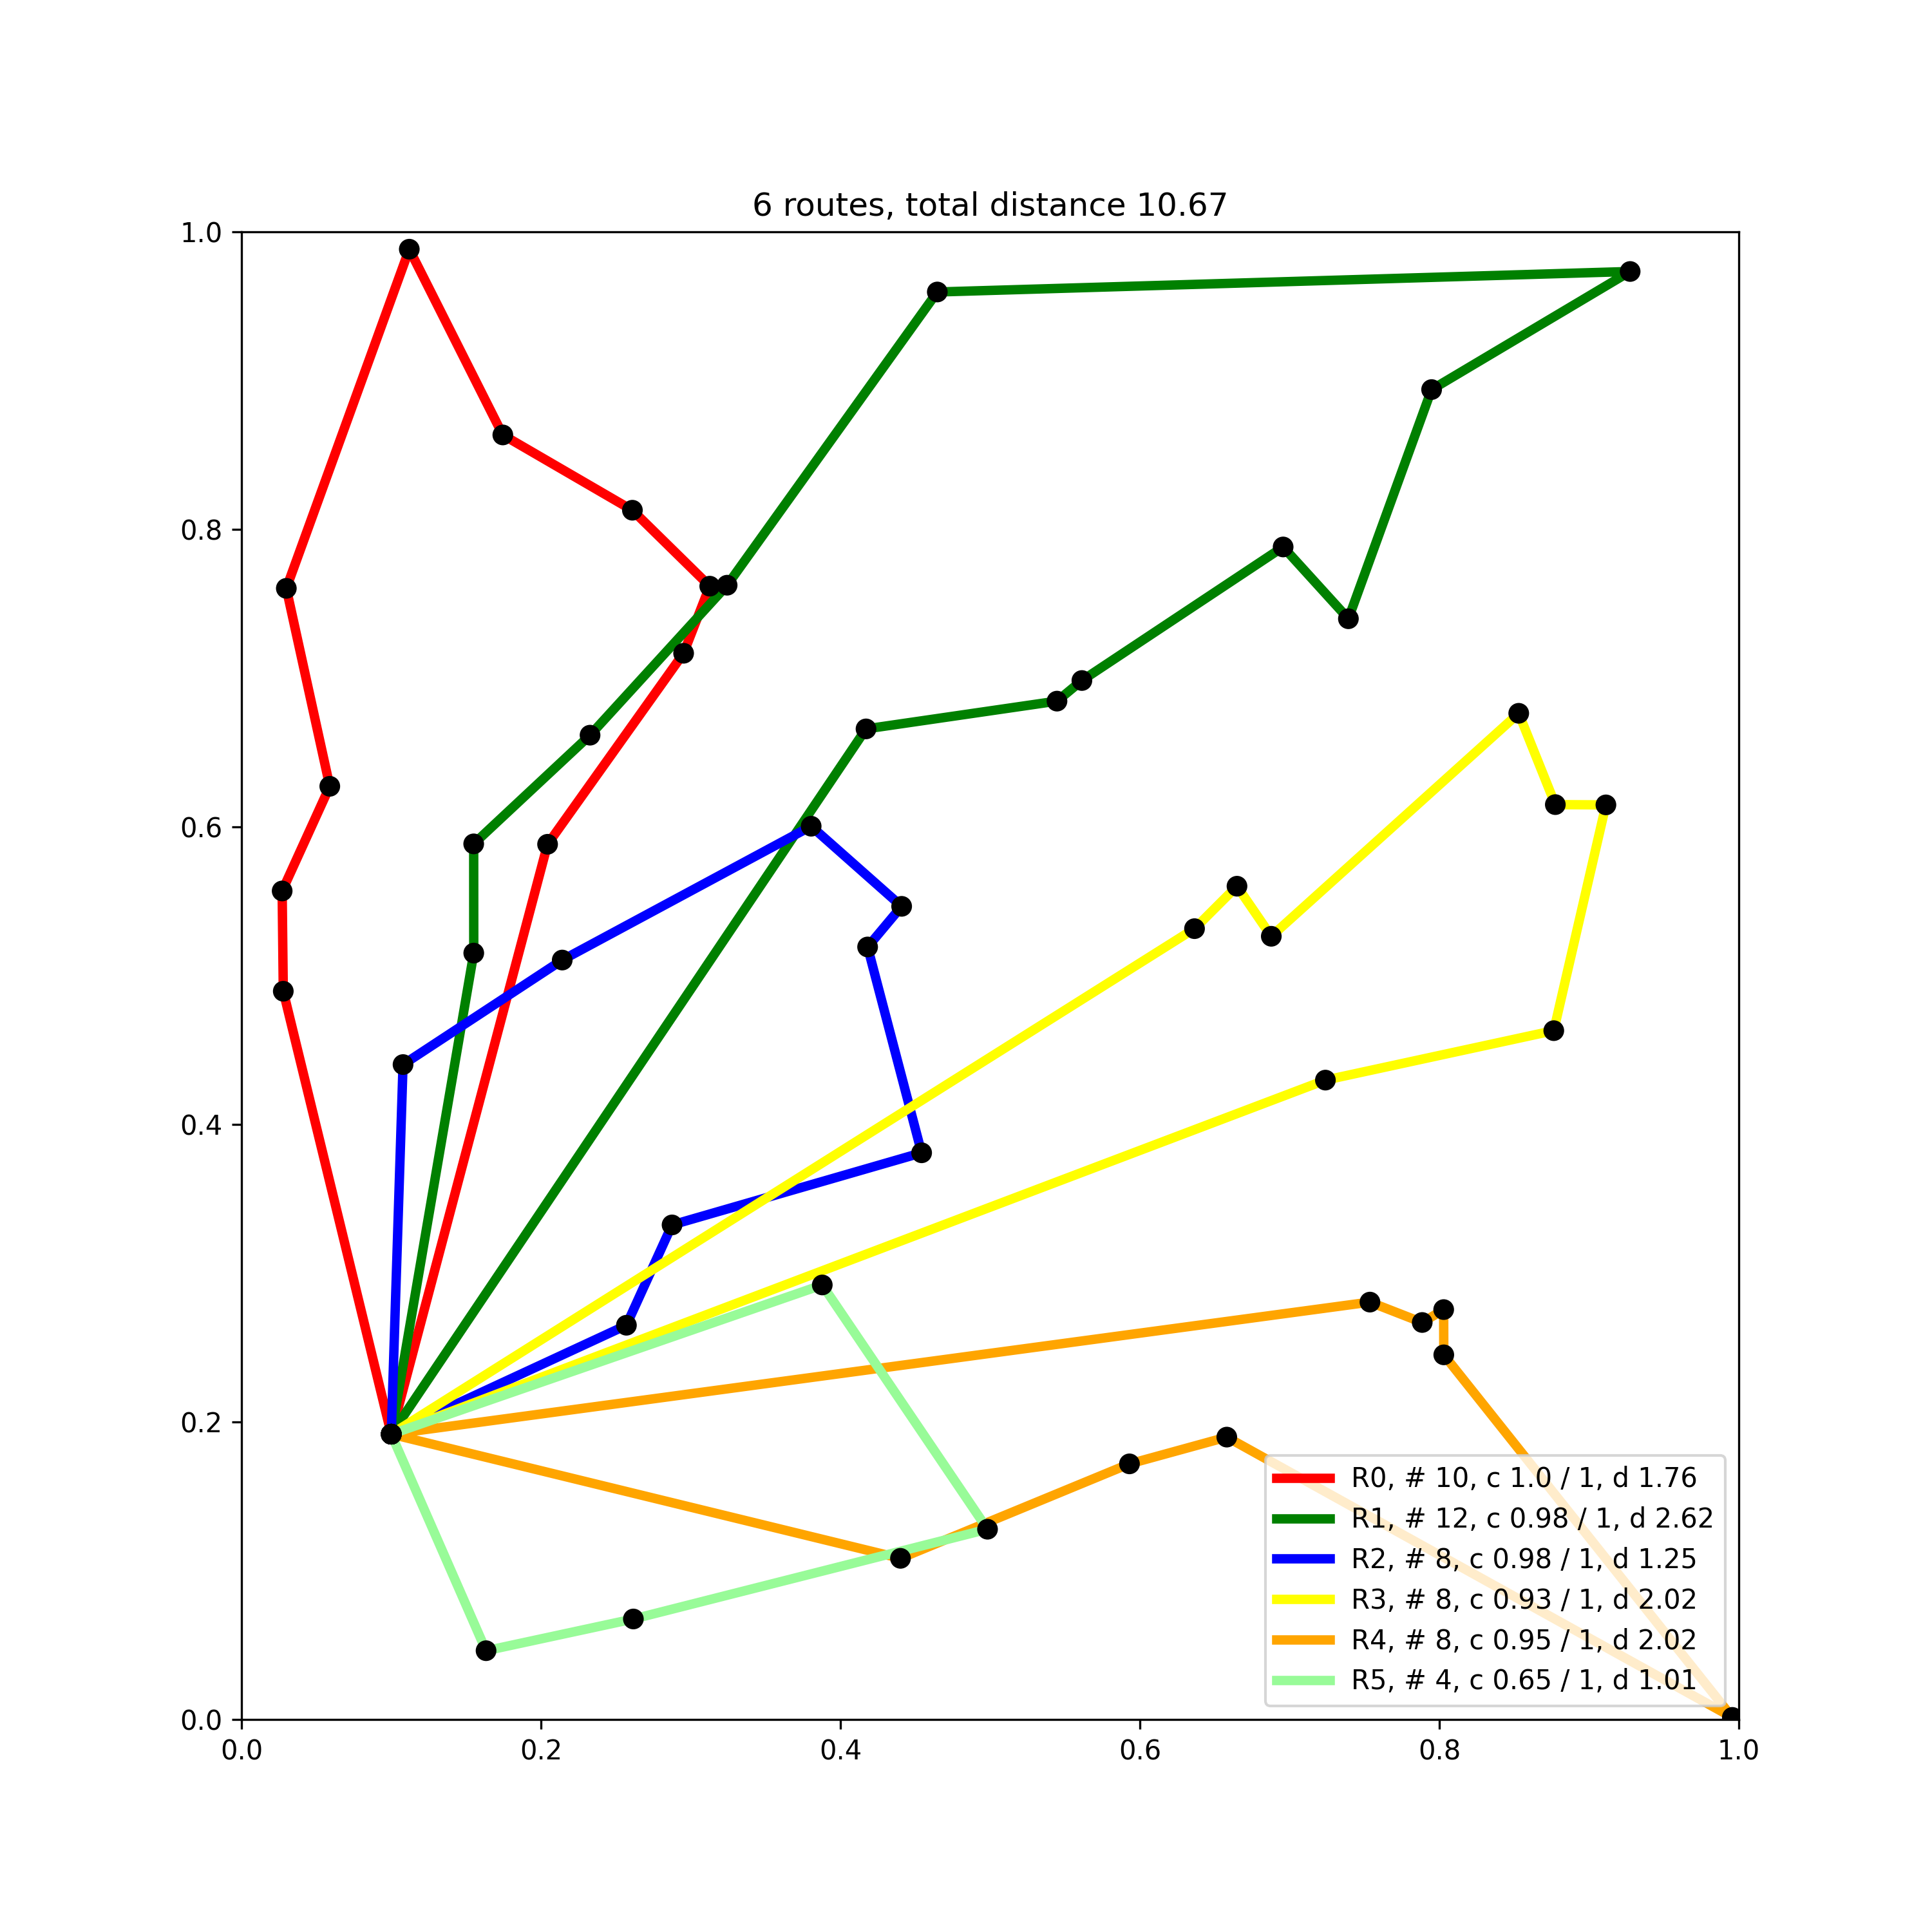 6 routes, total distance 10.67
1.0
0.8
0.6
0.4
0.2
0.0
0.0 0.2 0.4 0.6 0.8 1.0
R0, # 10, c 1.0 / 1, d 1.76
R1, # 12, c 0.98 / 1, d 2.62
R2, # 8, c 0.98 / 1, d 1.25
R3, # 8, c 0.93 / 1, d 2.02
R4, # 8, c 0.95 / 1, d 2.02
R5, # 4, c 0.65 / 1, d 1.01